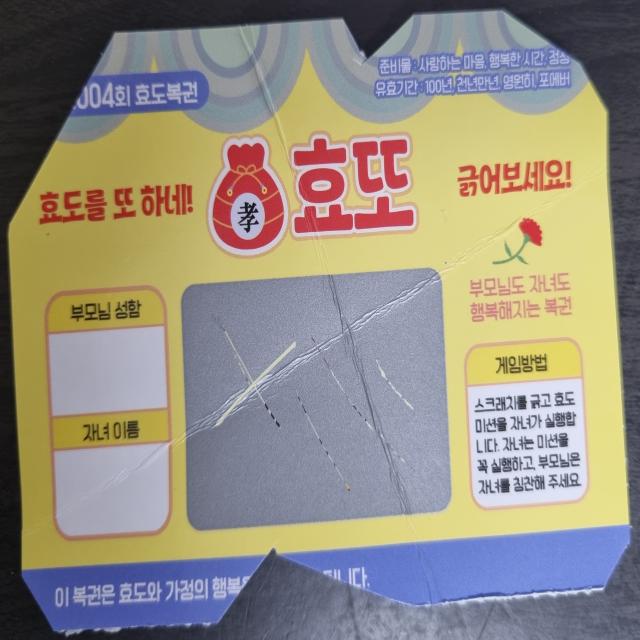 004회 효도복권
준비물 : 사랑하는 마음, 행복한 시간, 정성
유효기간 : 100년, 천년만년, 영원히, 포에버
효도를 또 하네!
孝
효또
긁어보세요!
부모님도 자녀도
행복해지는 복권
부모님 성함
자녀 이름
게임방법
스크래치를 긁고 효도
미션을 자녀가 실행합
니다. 자녀는 미션을
꼭 실행하고, 부모님은
자녀를 칭찬해 주세요.
이 복권은 효도와 가정의 행복